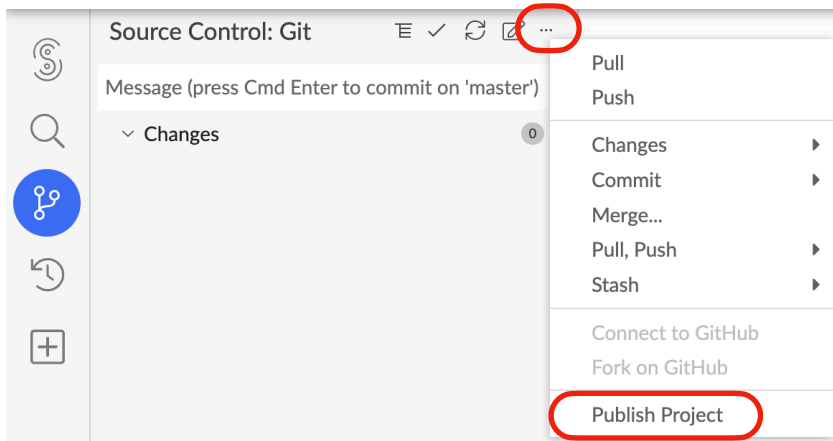 Source Control: Git
...
Message (press Cmd Enter to commit on 'master')
Changes
0
Pull
Push
Changes
Commit
Merge...
Pull, Push
Stash
Connect to GitHub
Fork on GitHub
Publish Project